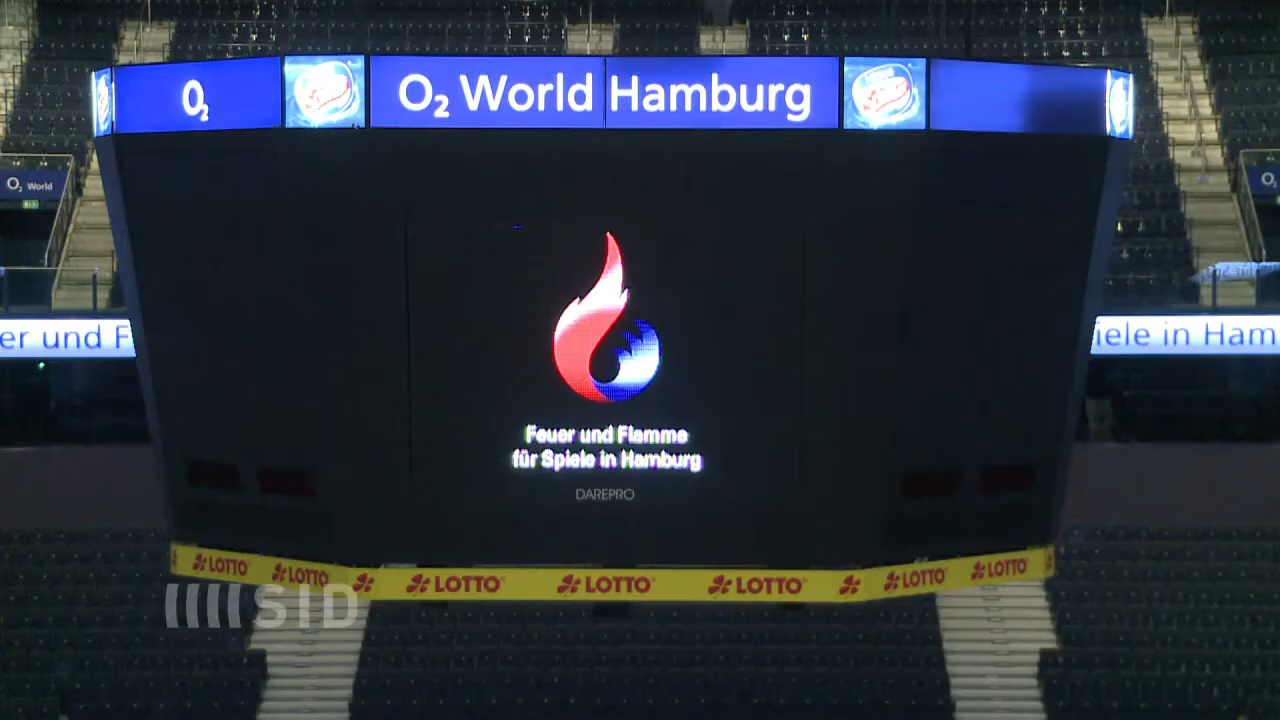 O₂
O₂ World Hamburg
O₂ World
O₂
er und F
iele in Ham
Feuer und Flamme
für Spiele in Hamburg
DAREPRO
LOTTO
LOTTO
LOTTO
LOTTO
LOTTO
LOTTO
LOTTO
SID